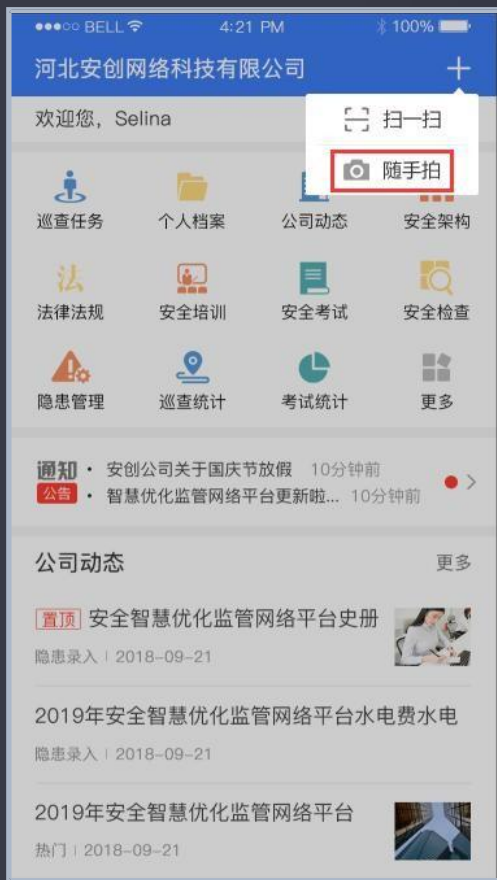 BELL 4:21 PM 100%
河北安创网络科技有限公司
欢迎您，Selina
扫一扫
随手拍
巡查任务 个人档案 公司动态 安全架构
法
法律法规 安全培训 安全考试 安全检查
隐患管理 巡查统计 考试统计 更多
通知 · 安创公司关于国庆节放假 10分钟前
公告 · 智慧优化监管网络平台更新啦... 10分钟前
公司动态 更多
置顶 安全智慧优化监管网络平台史册
隐患录入 | 2018-09-21
2019年安全智慧优化监管网络平台水电费水电
隐患录入 | 2018-09-21
2019年安全智慧优化监管网络平台
热门 | 2018-09-21